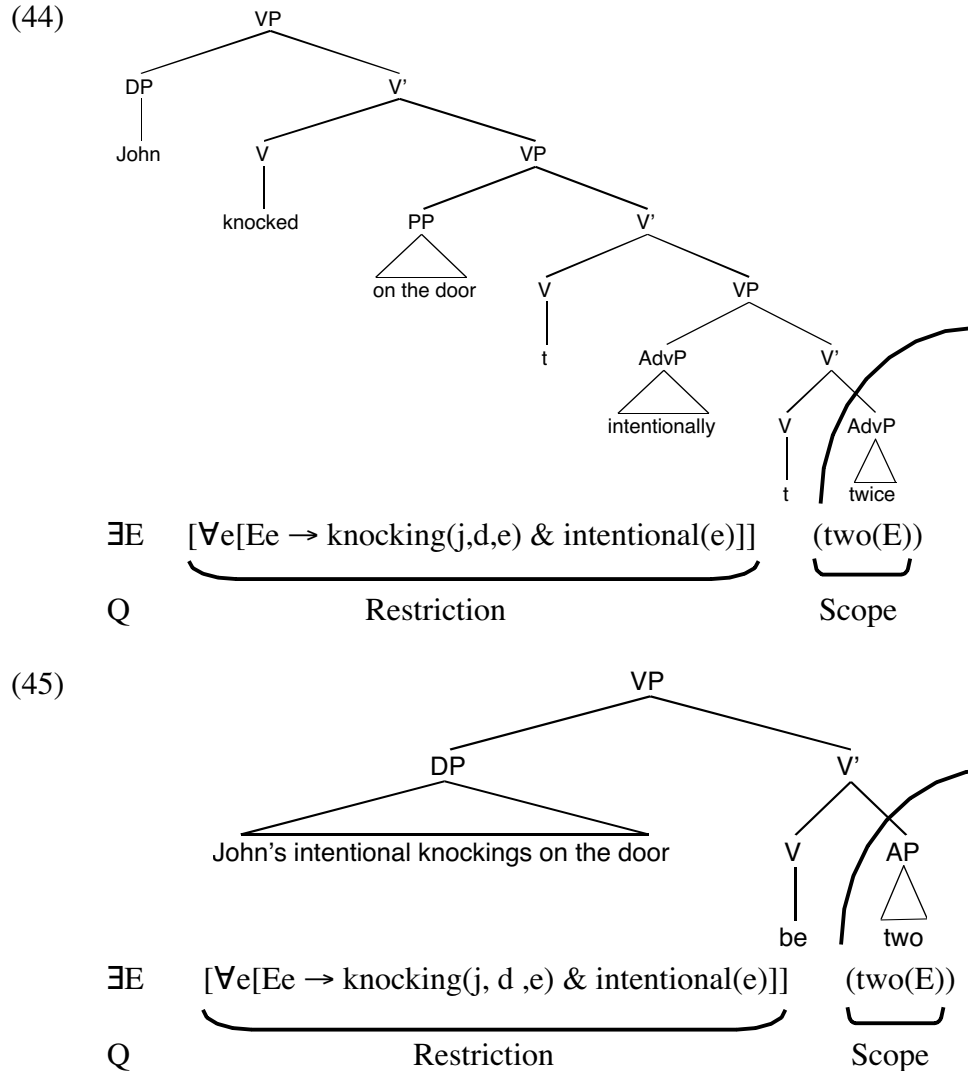 (44)
VP
DP V’
John V VP
knocked PP V’
on the door V VP
t AdvP V’
intentionally V AdvP
t twice
∃E [∀e[Ee → knocking(j,d,e) & intentional(e)]] (two(E))
Q Restriction Scope
(45)
VP
DP V’
John's intentional knockings on the door V AP
be two
∃E [∀e[Ee → knocking(j, d ,e) & intentional(e)]] (two(E))
Q Restriction Scope